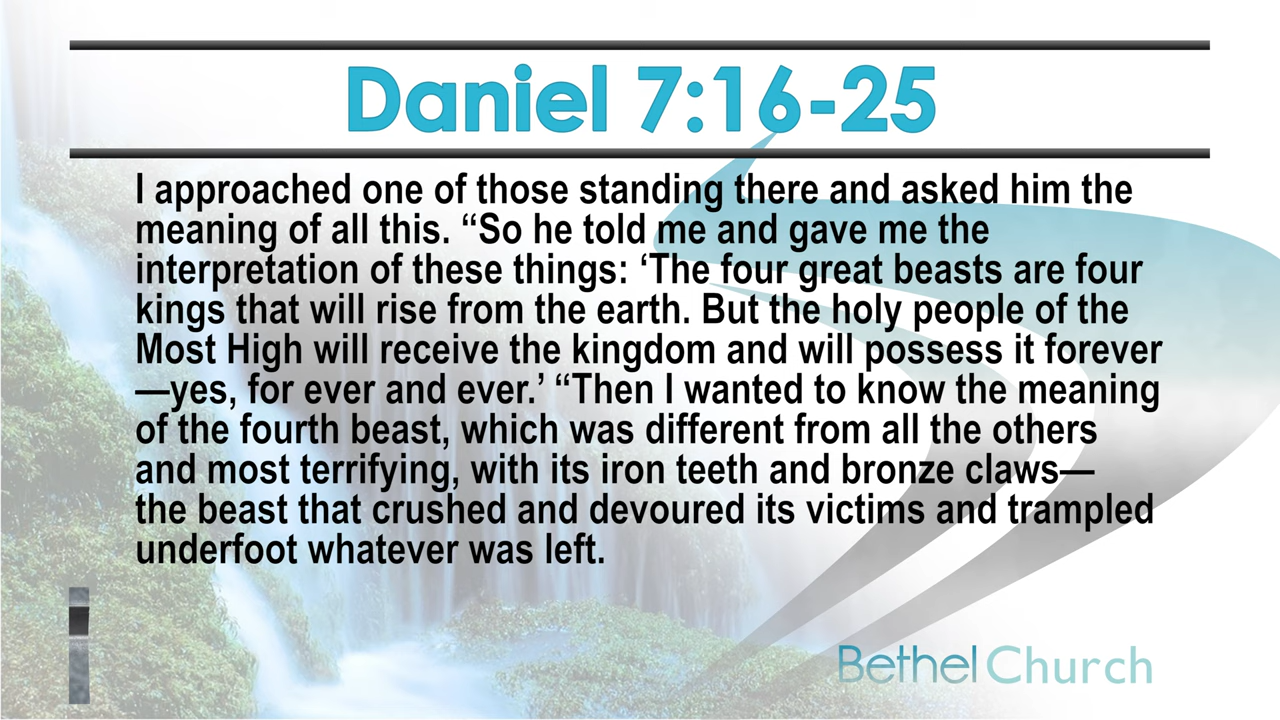 Daniel 7:16-25
I approached one of those standing there and asked him the
meaning of all this. “So he told me and gave me the
interpretation of these things: ‘The four great beasts are four
kings that will rise from the earth. But the holy people of the
Most High will receive the kingdom and will possess it forever
—yes, for ever and ever.’ “Then I wanted to know the meaning
of the fourth beast, which was different from all the others
and most terrifying, with its iron teeth and bronze claws—
the beast that crushed and devoured its victims and trampled
underfoot whatever was left.
Bethel Church